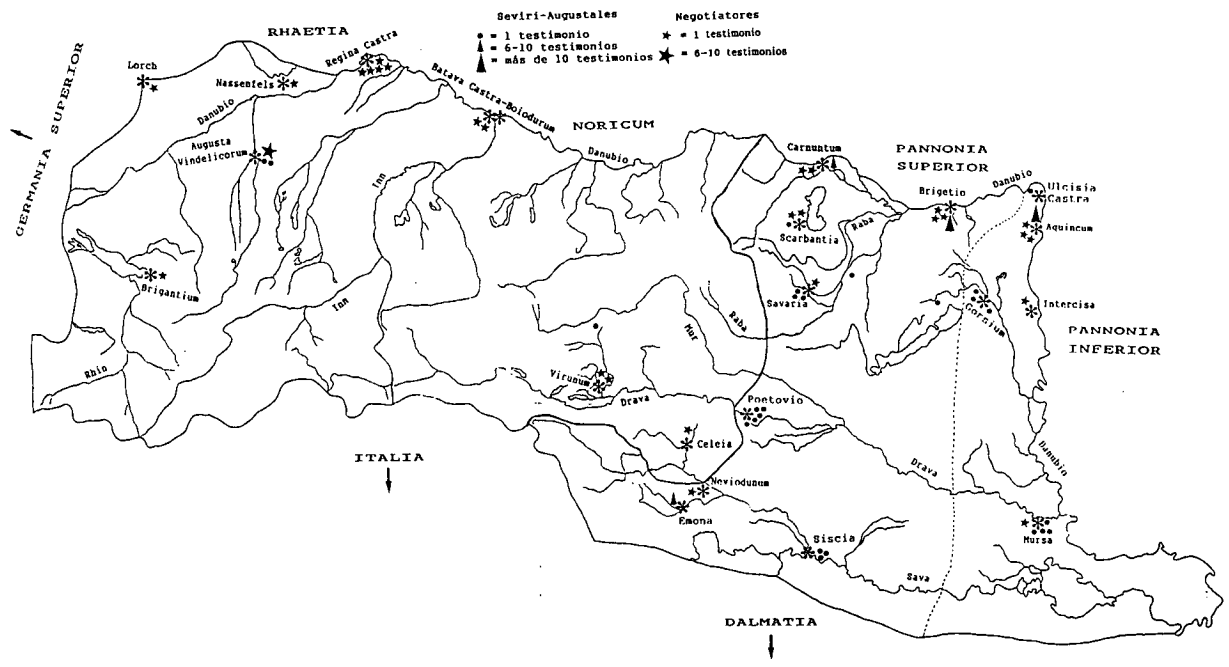 Seviri-Augustales
= 1 testimonio
= 6-10 testimonios
= más de 10 testimonios
Negotiatores
= 1 testimonio
= 6-10 testimonios
RHAETIA
Lorch
Nassenfels
Regina Castra
Batava Castra-Boiodurum
GERMANIA SUPERIOR
Danubio
Augusta
Vindelicorum
NORICUM
Danubio
Inn
Carnuntum
PANNONIA
SUPERIOR
Brigetio
Danubio
Ulcisia
Castra
Aquincum
Scarbantia
Raba
Savaria
Gorsium
Intercisa
PANNONIA
INFERIOR
Brigantium
Inn
Rhio
Raba
Mur
Virunum
Drava
Poetovio
Celeia
ITALIA
Neviodunum
Emona
Siscia
Drava
Danubio
Mursa
Sava
DALMATIA